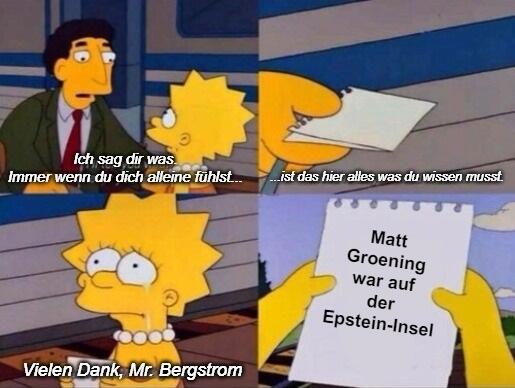 Ich sag dir was.
Immer wenn du dich alleine fühlst...
...ist das hier alles was du wissen musst.
Vielen Dank, Mr. Bergstrom
Matt
Groening
war auf
der
Epstein-Insel